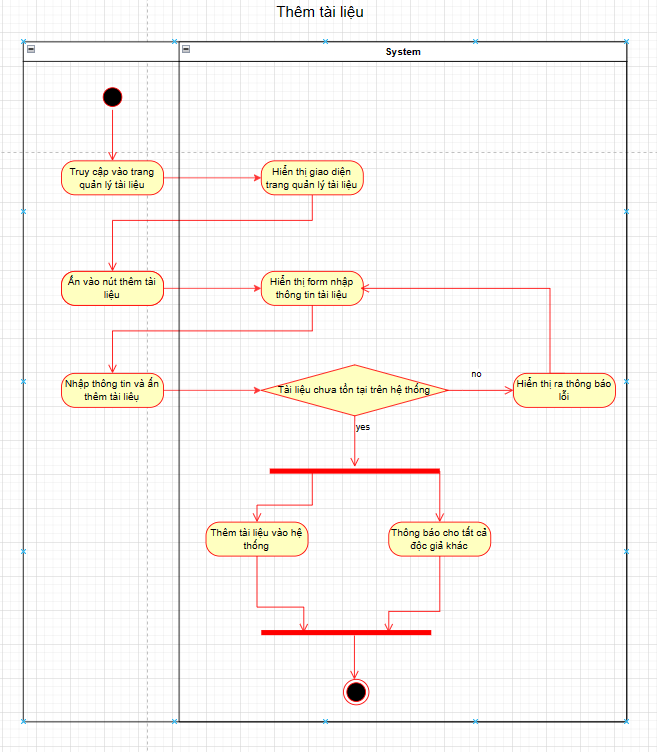 Thêm tài liệu
System
Truy cập vào trang
quản lý tài liệu
Hiển thị giao diện
trang quản lý tài liệu
Ấn vào nút thêm tài
liệu
Hiển thị form nhập
thông tin tài liệu
Nhập thông tin và ấn
thêm tài liêu
Tài liệu chưa tồn tại trên hệ thống
no
Hiển thị ra thông báo
lỗi
yes
Thêm tài liệu vào hệ
thống
Thông báo cho tất cả
độc giả khác